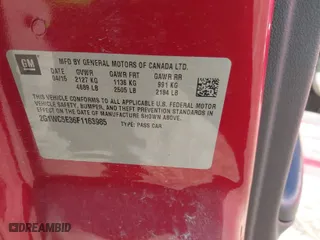 GM
MFD BY GENERAL MOTORS OF CANADA LTD.
DATE GVWR GAWR FRT GAWR RR
04/15 2127 KG 1136 KG 991 KG
4689 LB 2505 LB 2184 LB
THIS VEHICLE CONFORMS TO ALL APPLICABLE U.S. FEDERAL MOTOR
VEHICLE SAFETY, BUMPER, AND THEFT PREVENTION STANDARDS
IN EFFECT ON THE DATE OF MANUFACTURE SHOWN ABOVE.
TYPE: PASS CAR
DREAMBID